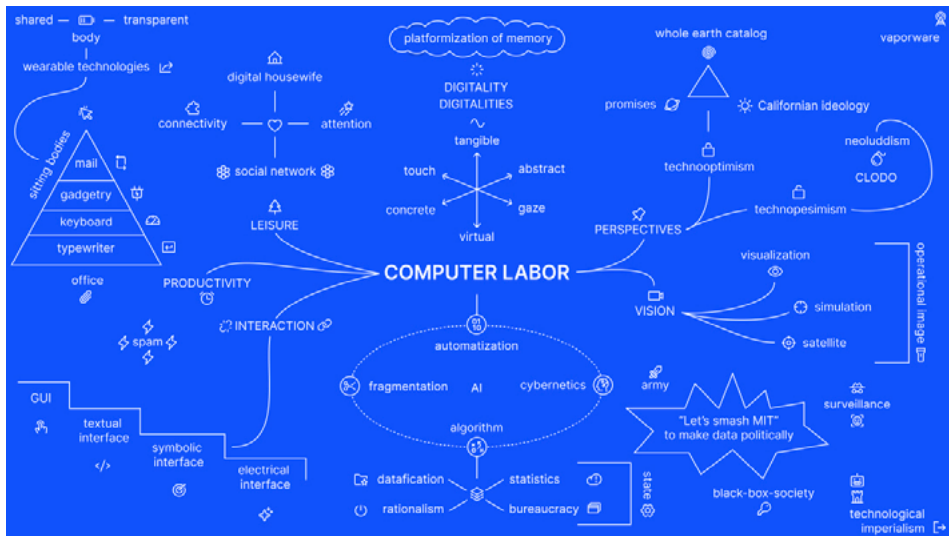 shared — — transparent
body
wearable technologies
sitting bodies
mail
gadgetry
keyboard
typewriter
office
digital housewife
connectivity
attention
social network
LEISURE
PRODUCTIVITY
INTERACTION
spam
GUI
textual
interface
symbolic
interface
electrical
interface
platformization of memory
DIGITALITY
DIGITALITIES
tangible
touch
abstract
concrete
gaze
virtual
COMPUTER LABOR
01
10
automatization
fragmentation
AI
cybernetics
algorithm
datafication
statistics
rationalism
bureaucracy
state
whole earth catalog
promises
Californian ideology
technooptimism
PERSPECTIVES
technopesimism
neoluddism
CLODO
vaporware
VISION
visualization
simulation
satellite
operational image
army
"Let's smash MIT"
to make data politically
surveillance
black-box-society
technological
imperialism